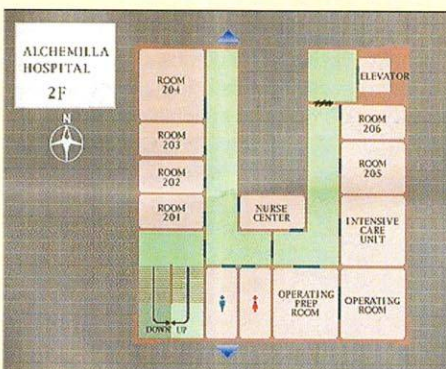 ALCHEMILLA
HOSPITAL
2F
N
ROOM
204
ROOM
203
ROOM
202
ROOM
201
DOWN UP
NURSE
CENTER
OPERATING
PREP
ROOM
OPERATING
ROOM
INTENSIVE
CARE
UNIT
ROOM
205
ROOM
206
ELEVATOR